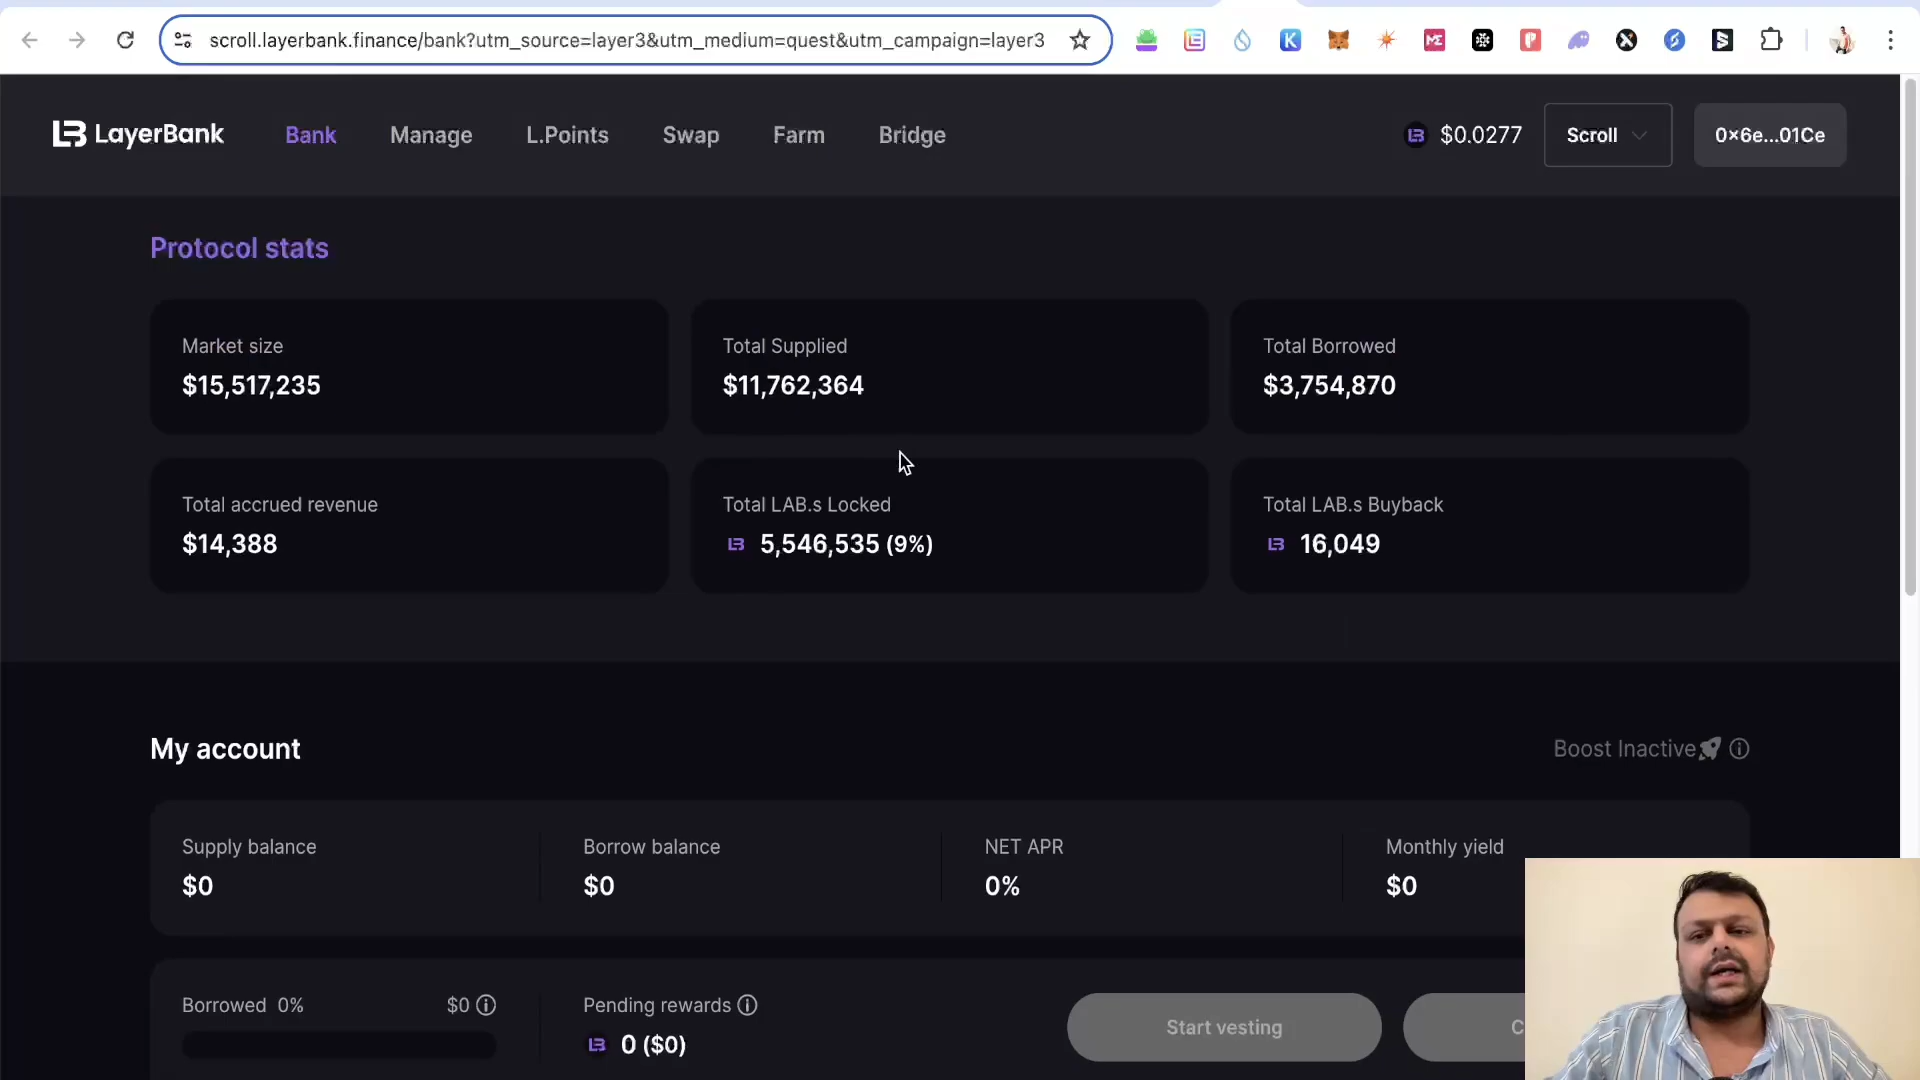 scroll.layerbank.finance/bank?utm_source=layer3&utm_medium=quest&utm_campaign=layer3
LayerBank
Bank
Manage
L.Points
Swap
Farm
Bridge
$0.0277
Scroll
0×6e...01Ce
Protocol stats
Market size
$15,517,235
Total Supplied
$11,762,364
Total Borrowed
$3,754,870
Total accrued revenue
$14,388
Total LAB.s Locked
5,546,535 (9%)
Total LAB.s Buyback
16,049
My account
Boost Inactive
Supply balance
$0
Borrow balance
$0
NET APR
0%
Monthly yield
$0
Borrowed 0%
$0
Pending rewards
0 ($0)
Start vesting
C